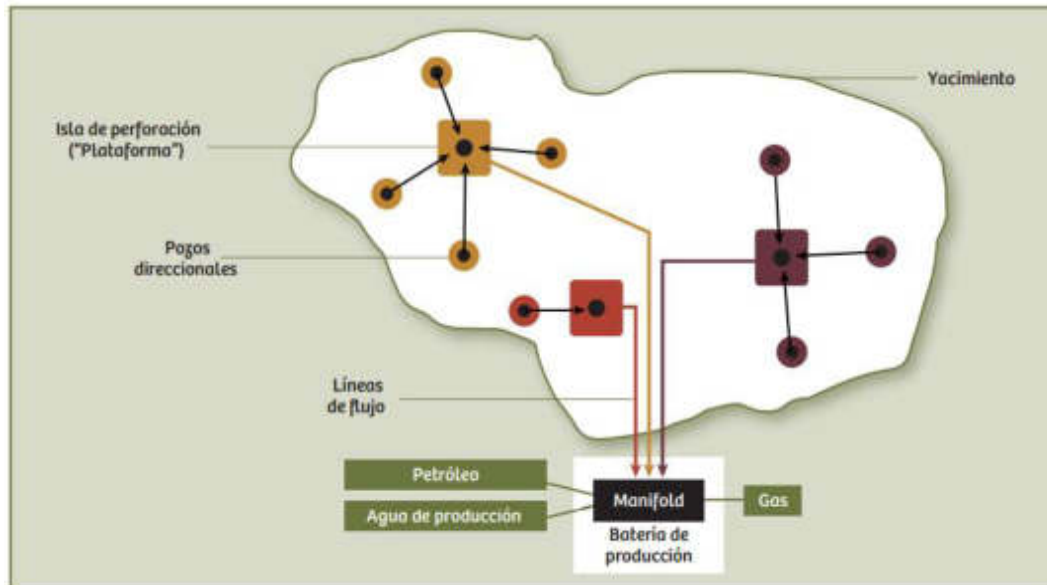 Yacimiento
Isla de perforación
("Plataforma")
Pozos
direccionales
Líneas
de flujo
Petróleo
Agua de producción
Manifold
Gas
Batería de
producción